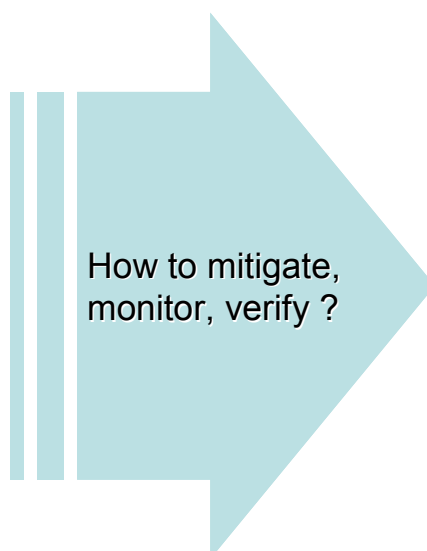 How to mitigate,
monitor, verify ?